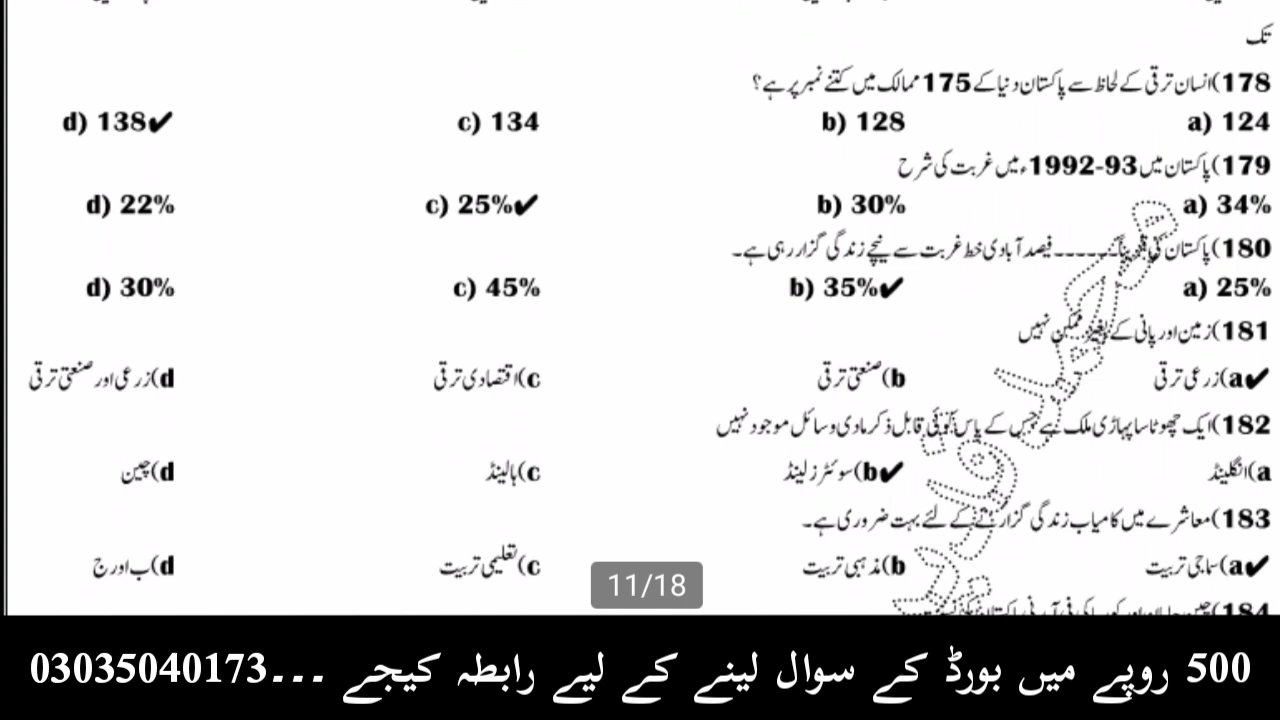 تک
178)انسان ترقی کے لحاظ سے پاکستان دنیا کے 175 ممالک میں کتنے نمبر پر ہے؟
a) 124 b) 128 c) 134 d) 138✔
179)پاکستان میں 93-1992ء میں غربت کی شرح
a) 34% b) 30% c) 25%✔ d) 22%
180)پاکستان کی تقریباً۔۔۔۔۔۔فیصد آبادی خط غربت سے نیچے زندگی گزار رہی ہے۔
a) 25% b) 35%✔ c) 45% d) 30%
181)زمین اور پانی کے بغیر ممکن نہیں
✔a)زرعی ترقی b)صنعتی ترقی c)اقتصادی ترقی d)زرعی اور صنعتی ترقی
182)ایک چھوٹا سا پہاڑی ملک ہے جس کے پاس کوئی قابل ذکر مادی وسائل موجود نہیں
a)انگلینڈ ✔b)سوئٹرزلینڈ c)ہالینڈ d)چین
183)معاشرے میں کامیاب زندگی گزارنے کے لئے بہت ضروری ہے۔
✔a)سماجی تربیت b)مذہبی تربیت c)تعلیمی تربیت d)ب اور ج
11/18
184)
500 روپے میں بورڈ کے سوال لینے کے لیے رابطہ کیجے ۔۔۔03035040173